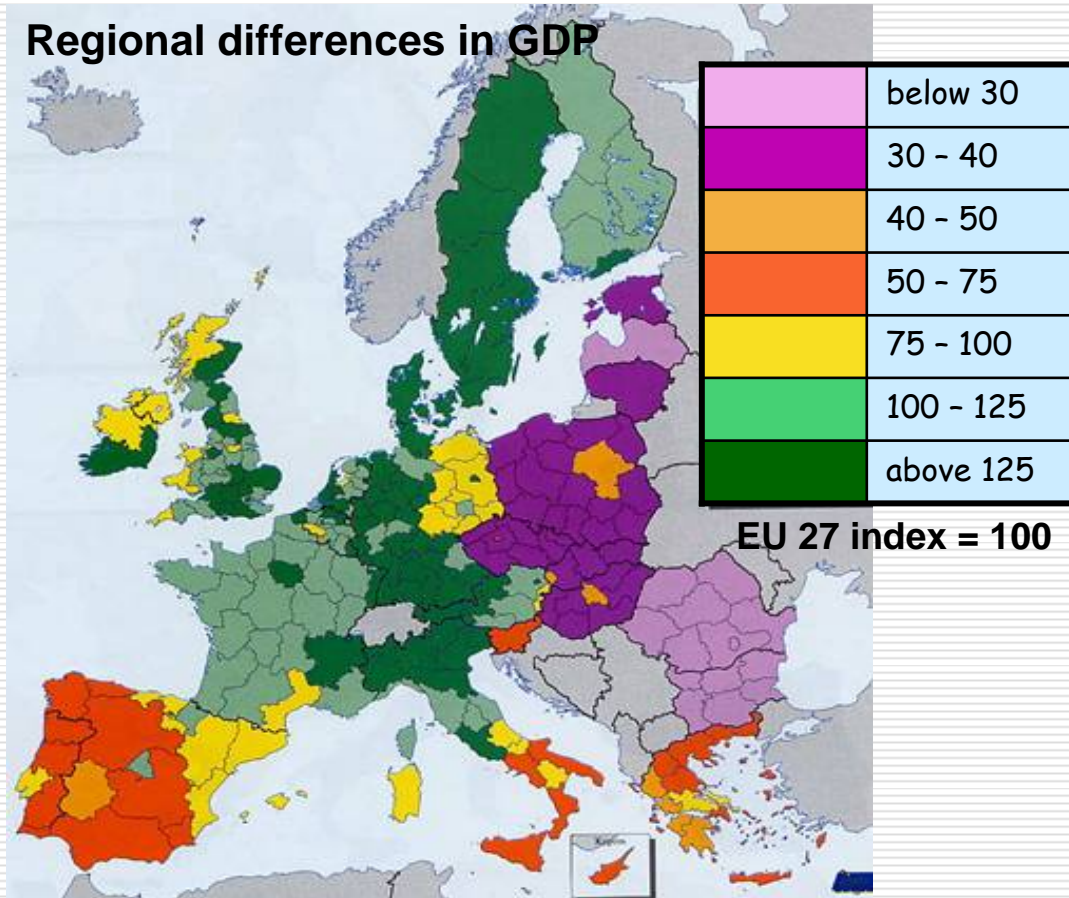 Regional differences in GDP
below 30
30 – 40
40 – 50
50 – 75
75 – 100
100 – 125
above 125
EU 27 index = 100